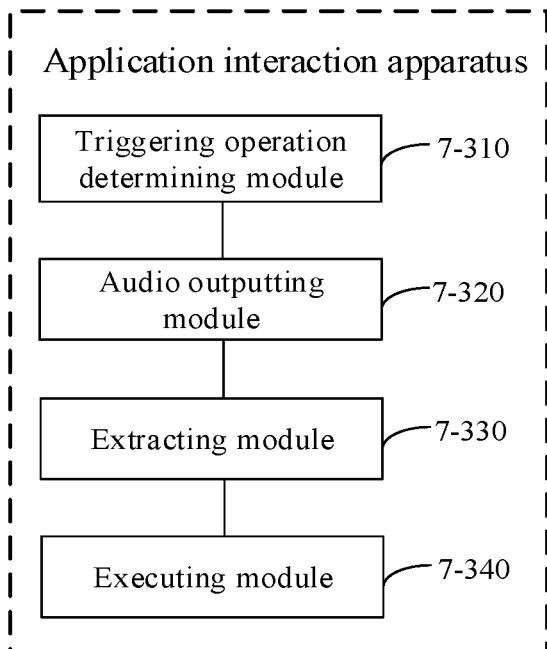 Application interaction apparatus
Triggering operation
determining module
7-310
Audio outputting
module
7-320
Extracting module
7-330
Executing module
7-340